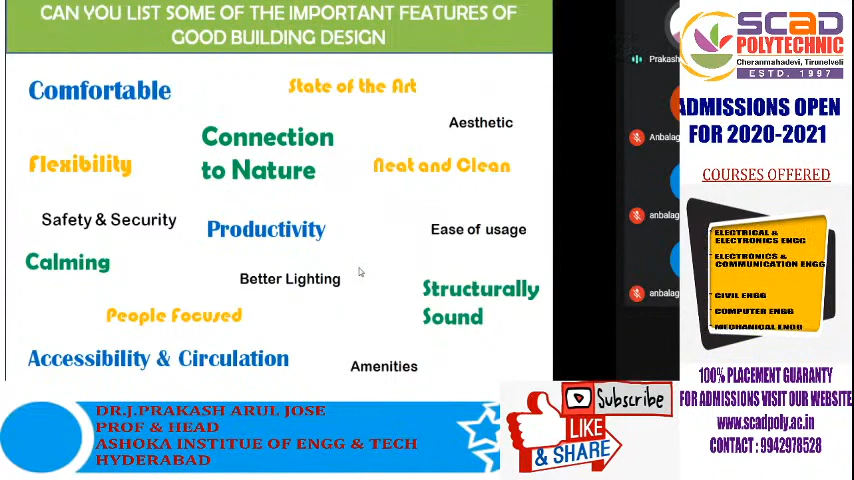 CAN YOU LIST SOME OF THE IMPORTANT FEATURES OF
GOOD BUILDING DESIGN
Comfortable
State of the Art
Aesthetic
Connection
to Nature
Flexibility
Neat and Clean
Safety & Security
Productivity
Ease of usage
Calming
Better Lighting
Structurally
Sound
People Focused
Accessibility & Circulation
Amenities
Prakash
Anbalag
anbalag
anbalag
SCAD
POLYTECHNIC
Cheranmahadevi, Tirunelveli
ESTD. 1997
ADMISSIONS OPEN
FOR 2020-2021
COURSES OFFERED
ELECTRICAL &
ELECTRONICS ENGG
ELECTRONICS &
COMMUNICATION ENGG
CIVIL ENGG
COMPUTER ENGG
MECHANICAL ENGG
100% PLACEMENT GUARANTY
FOR ADMISSIONS VISIT OUR WEBSITE
www.scadpoly.ac.in
CONTACT : 9942978528
DR.J.PRAKASH ARUL JOSE
PROF & HEAD
ASHOKA INSTITUE OF ENGG & TECH
HYDERABAD
Subscribe
LIKE
& SHARE